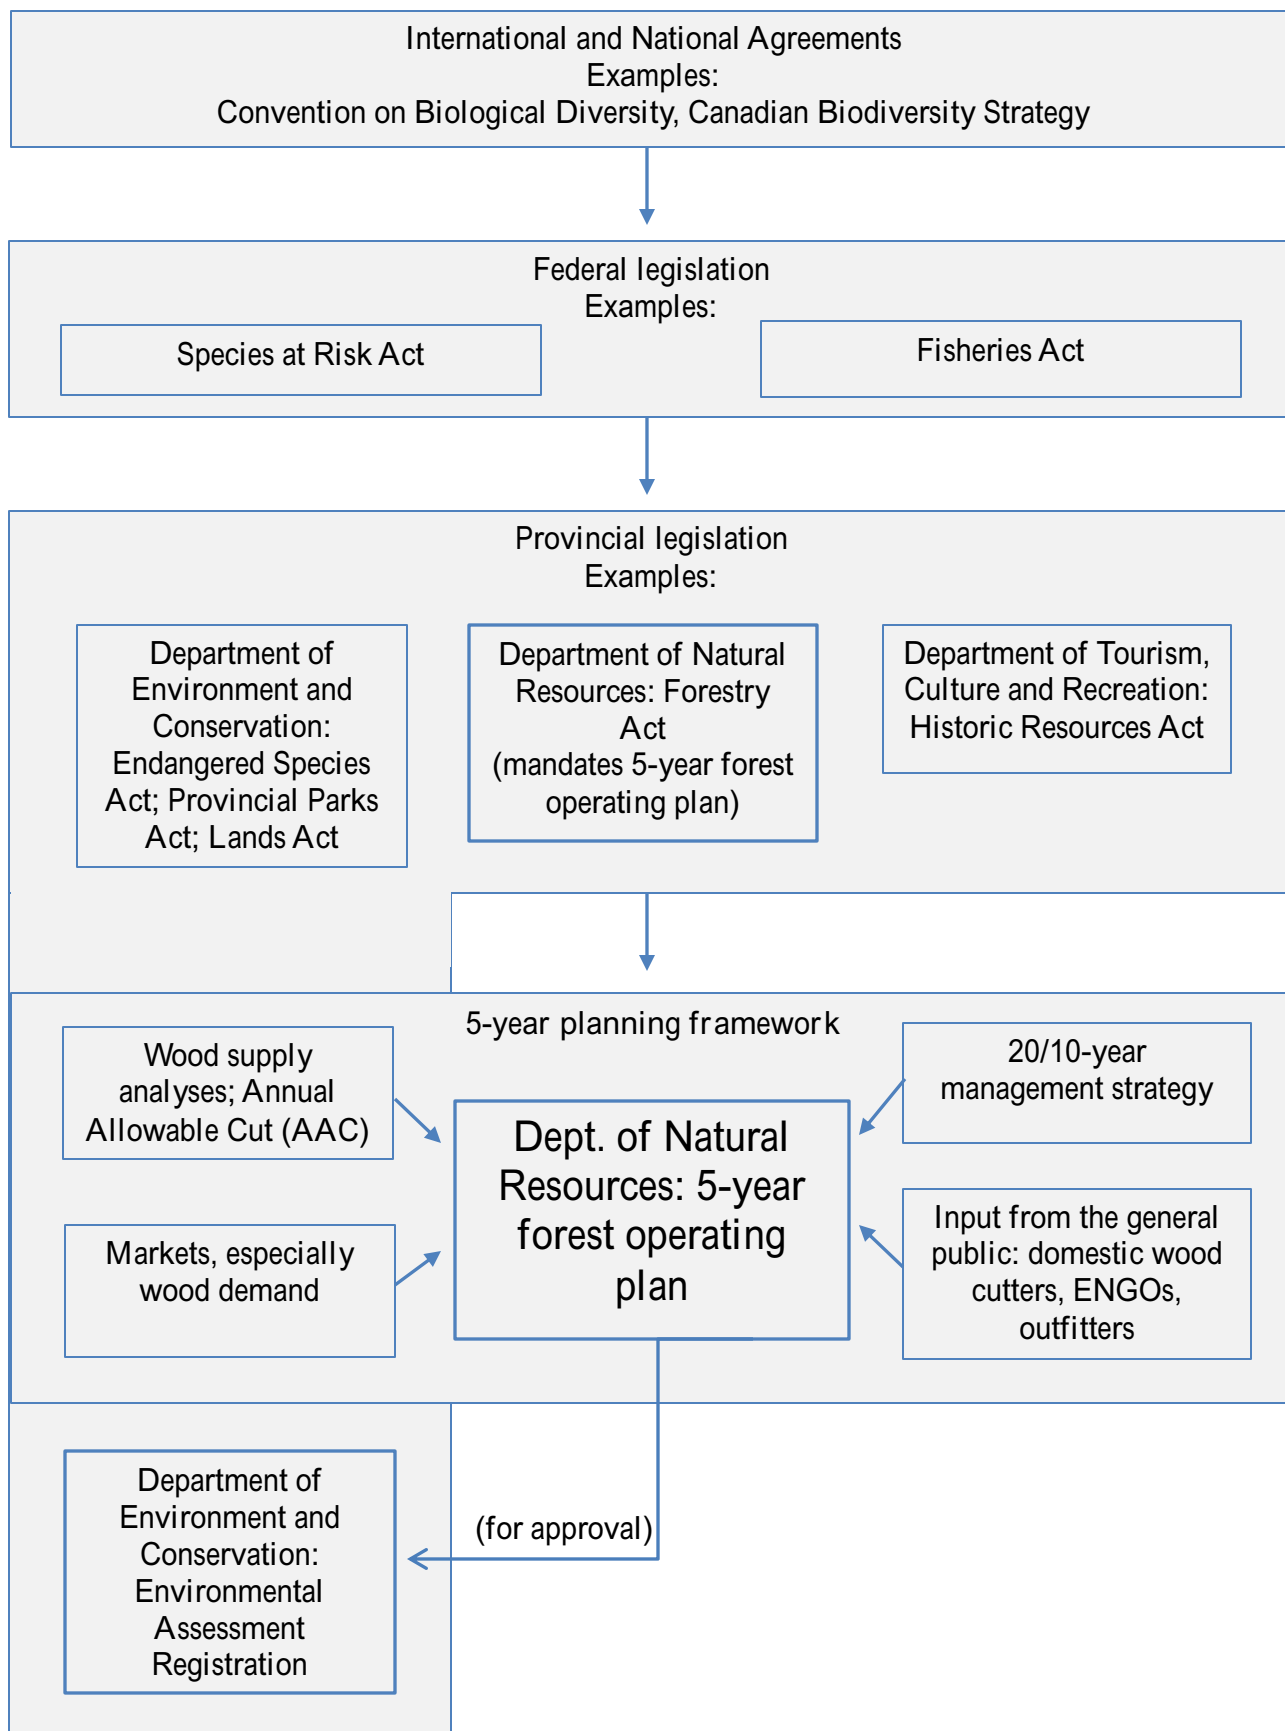 International and National Agreements
Examples:
Convention on Biological Diversity, Canadian Biodiversity Strategy
Federal legislation
Examples:
Species at Risk Act
Fisheries Act
Provincial legislation
Examples:
Department of
Environment and
Conservation:
Endangered Species
Act; Provincial Parks
Act; Lands Act
Department of Natural
Resources: Forestry
Act
(mandates 5-year forest
operating plan)
Department of Tourism,
Culture and Recreation:
Historic Resources Act
5-year planning framework
Wood supply
analyses; Annual
Allowable Cut (AAC)
Markets, especially
wood demand
Dept. of Natural
Resources: 5-year
forest operating
plan
20/10-year
management strategy
Input from the general
public: domestic wood
cutters, ENGOs,
outfitters
Department of
Environment and
Conservation:
Environmental
Assessment
Registration
(for approval)